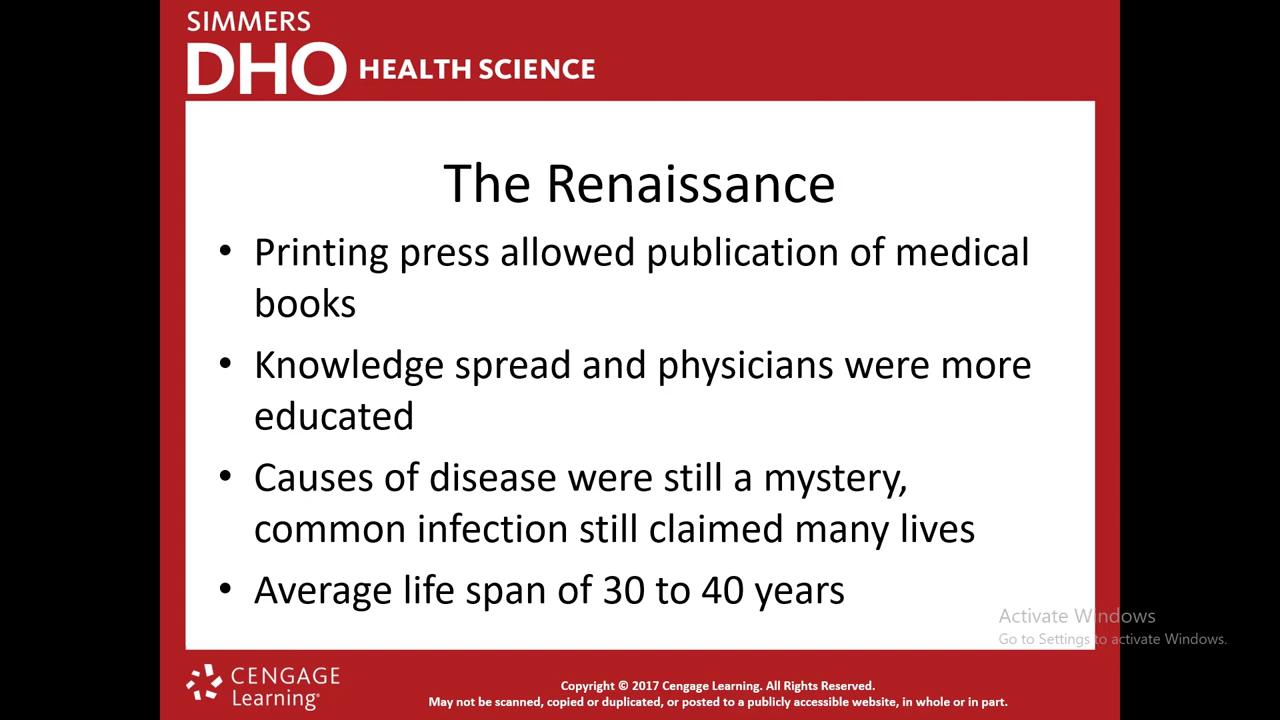 SIMMERS
DHO HEALTH SCIENCE
The Renaissance
• Printing press allowed publication of medical
books
• Knowledge spread and physicians were more
educated
• Causes of disease were still a mystery,
common infection still claimed many lives
• Average life span of 30 to 40 years
Activate Windows
Go to Settings to activate Windows.
CENGAGE
Learning®
Copyright © 2017 Cengage Learning. All Rights Reserved.
May not be scanned, copied or duplicated, or posted to a publicly accessible website, in whole or in part.